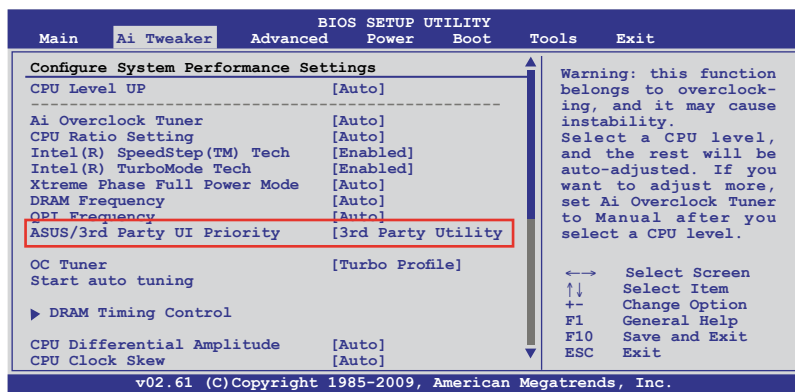 BIOS SETUP UTILITY
Main Ai Tweaker Advanced Power Boot Tools Exit
Configure System Performance Settings
CPU Level UP [Auto]
Ai Overclock Tuner [Auto]
CPU Ratio Setting [Auto]
Intel(R) SpeedStep(TM) Tech [Enabled]
Intel(R) TurboMode Tech [Enabled]
Xtreme Phase Full Power Mode [Auto]
DRAM Frequency [Auto]
QPI Frequency [Auto]
ASUS/3rd Party UI Priority [3rd Party Utility
OC Tuner [Turbo Profile]
Start auto tuning
DRAM Timing Control
CPU Differential Amplitude [Auto]
CPU Clock Skew [Auto]
Warning: this function
belongs to overclock-
ing, and it may cause
instability.
Select a CPU level,
and the rest will be
auto-adjusted. If you
want to adjust more,
set Ai Overclock Tuner
to Manual after you
select a CPU level.
←→ Select Screen
↑↓ Select Item
+- Change Option
F1 General Help
F10 Save and Exit
ESC Exit
v02.61 (C)Copyright 1985-2009, American Megatrends, Inc.